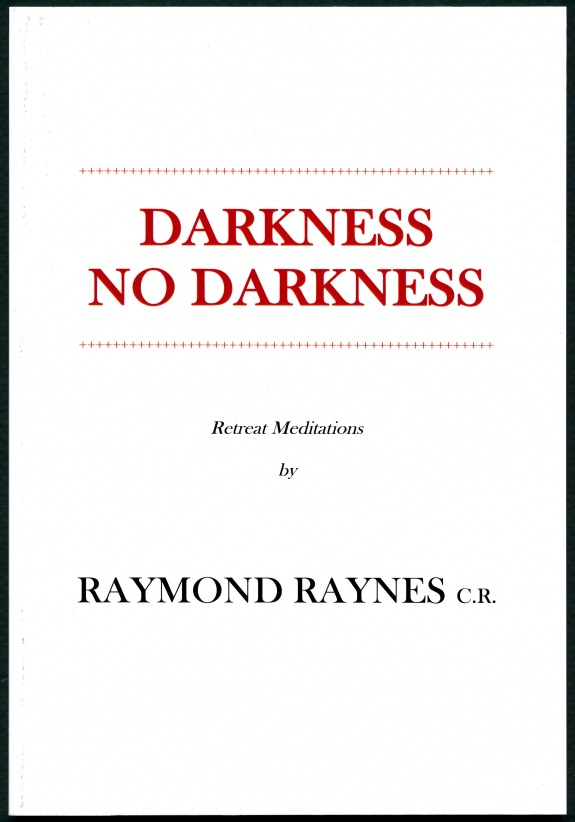 DARKNESS
NO DARKNESS
Retreat Meditations
by
RAYMOND RAYNES C.R.